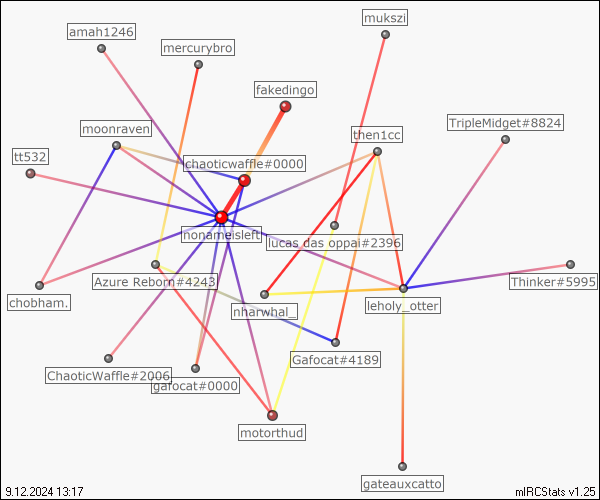 mukszi
amah1246
mercurybro
fakedingo
TripleMidget#8824
moonraven
then1cc
tt532
chaoticwaffle#0000
nonameisleft
lucas das oppai#2396
Azure Reborn#4243
Thinker#5995
chobham.
nharwhal_
leholy_otter
Gafocat#4189
ChaoticWaffle#2006
gafocat#0000
motorthud
gateauxcatto
9.12.2024 13:17
mIRCStats v1.25